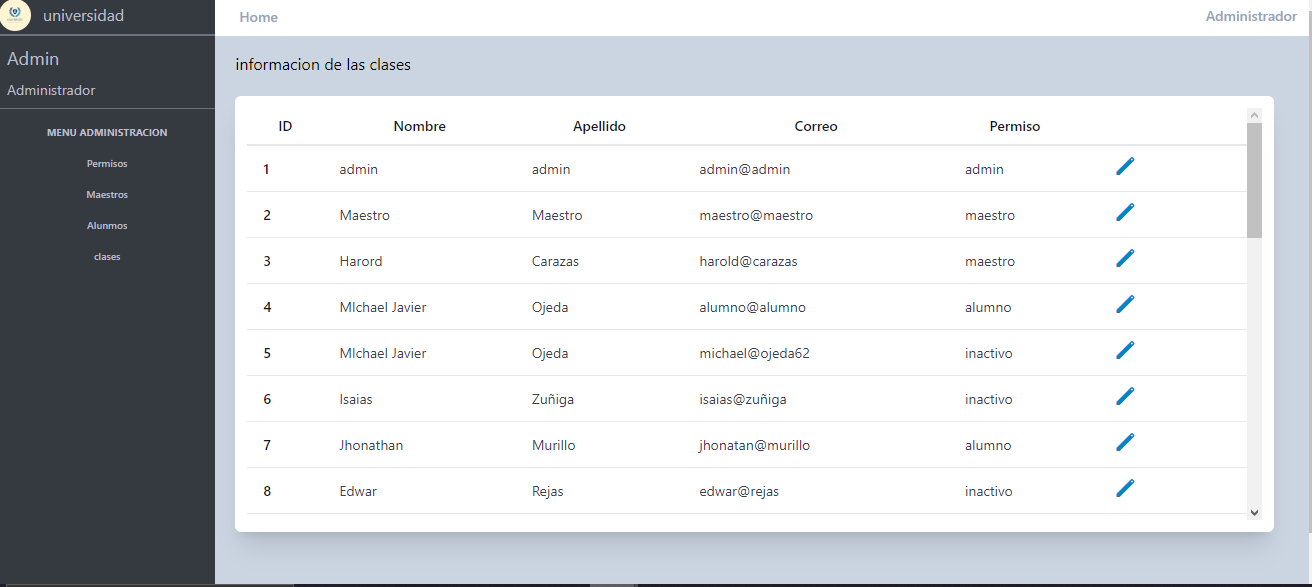 universidad
Home
Administrador
Admin
Administrador
MENU ADMINISTRACION
Permisos
Maestros
Alunmos
clases
informacion de las clases
ID Nombre Apellido Correo Permiso
1 admin admin admin@admin admin
2 Maestro Maestro maestro@maestro maestro
3 Harord Carazas harold@carazas maestro
4 MIchael Javier Ojeda alumno@alumno alumno
5 MIchael Javier Ojeda michael@ojeda62 inactivo
6 Isaias Zuñiga isaias@zuñiga inactivo
7 Jhonathan Murillo jhonatan@murillo alumno
8 Edwar Rejas edwar@rejas inactivo